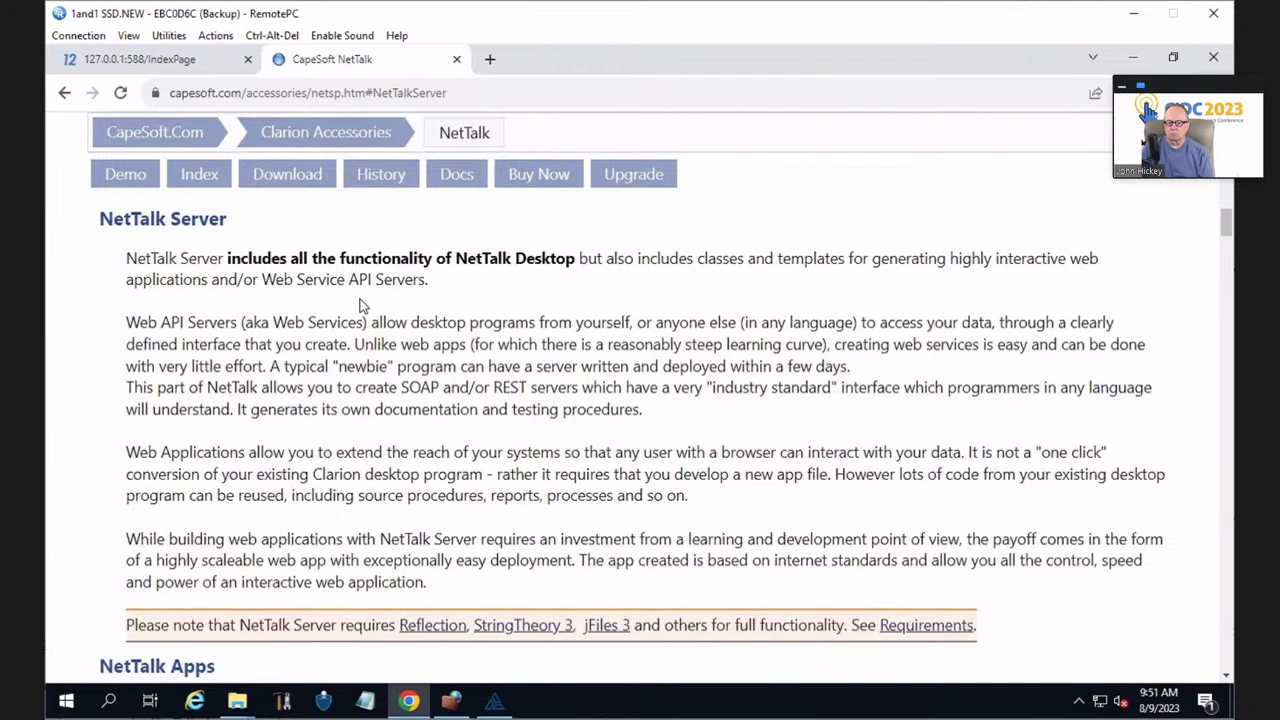 1and1 SSD.NEW - EBC0D6C (Backup) - RemotePC
Connection View Utilities Actions Ctrl-Alt-Del Enable Sound Help
127.0.0.1:588/IndexPage CapeSoft NetTalk
capesoft.com/accessories/netsp.htm#NetTalkServer
CIDC 2023
John Hickey
CapeSoft.Com Clarion Accessories NetTalk
Demo Index Download History Docs Buy Now Upgrade
NetTalk Server
NetTalk Server includes all the functionality of NetTalk Desktop but also includes classes and templates for generating highly interactive web
applications and/or Web Service API Servers.
Web API Servers (aka Web Services) allow desktop programs from yourself, or anyone else (in any language) to access your data, through a clearly
defined interface that you create. Unlike web apps (for which there is a reasonably steep learning curve), creating web services is easy and can be done
with very little effort. A typical "newbie" program can have a server written and deployed within a few days.
This part of NetTalk allows you to create SOAP and/or REST servers which have a very "industry standard" interface which programmers in any language
will understand. It generates its own documentation and testing procedures.
Web Applications allow you to extend the reach of your systems so that any user with a browser can interact with your data. It is not a "one click"
conversion of your existing Clarion desktop program - rather it requires that you develop a new app file. However lots of code from your existing desktop
program can be reused, including source procedures, reports, processes and so on.
While building web applications with NetTalk Server requires an investment from a learning and development point of view, the payoff comes in the form
of a highly scaleable web app with exceptionally easy deployment. The app created is based on internet standards and allow you all the control, speed
and power of an interactive web application.
Please note that NetTalk Server requires Reflection, StringTheory 3, jFiles 3 and others for full functionality. See Requirements.
NetTalk Apps
9:51 AM
8/9/2023